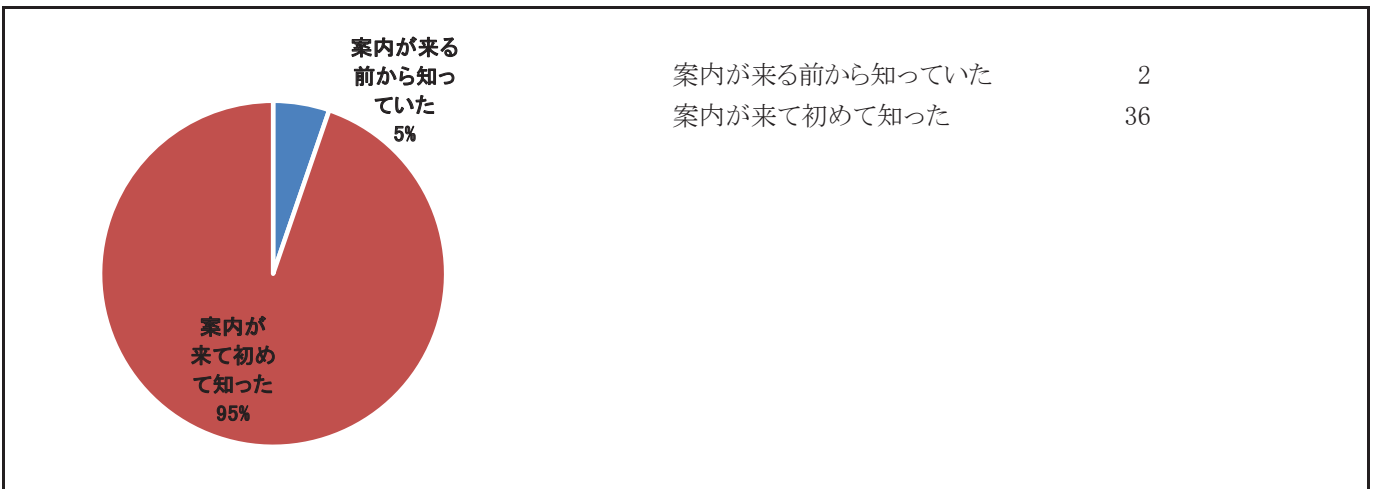 案内が来る
前から知っ
ていた
5%
案内が
来て初め
て知った
95%
案内が来る前から知っていた 2
案内が来て初めて知った 36